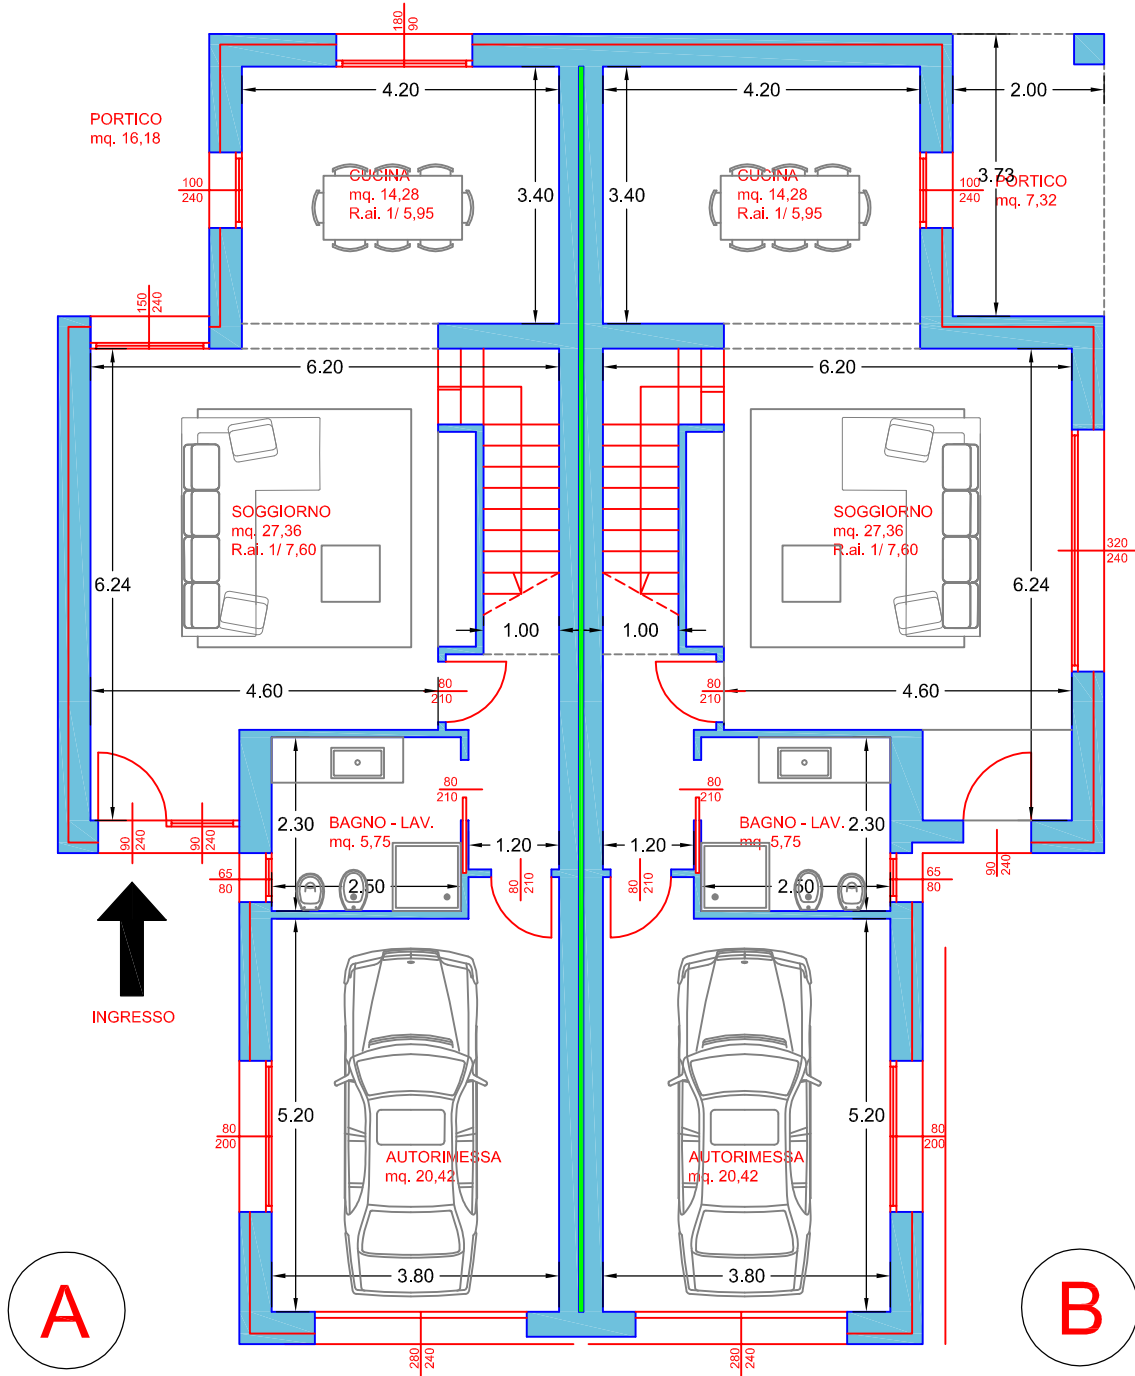 180
90
4.20
4.20
2.00
PORTICO
mq. 16,18
CUCINA
mq. 14,28
R.ai. 1/ 5,95
3.40
3.40
CUCINA
mq. 14,28
R.ai. 1/ 5,95
3.73
PORTICO
mq. 7,32
100
240
100
240
150
240
6.20
6.20
SOGGIORNO
mq. 27,36
R.ai. 1/ 7,60
SOGGIORNO
mq. 27,36
R.ai. 1/ 7,60
320
240
6.24
6.24
1.00
1.00
4.60
80
210
80
210
4.60
80
210
80
210
2.30
BAGNO - LAV.
mq. 5,75
BAGNO - LAV.
mq. 5,75
2.30
90
240
90
240
1.20
1.20
90
240
65
80
2.50
80
210
80
210
2.50
65
80
INGRESSO
5.20
5.20
80
200
80
200
AUTORIMESSA
mq. 20,42
AUTORIMESSA
mq. 20,42
3.80
3.80
A
B
280
240
280
240